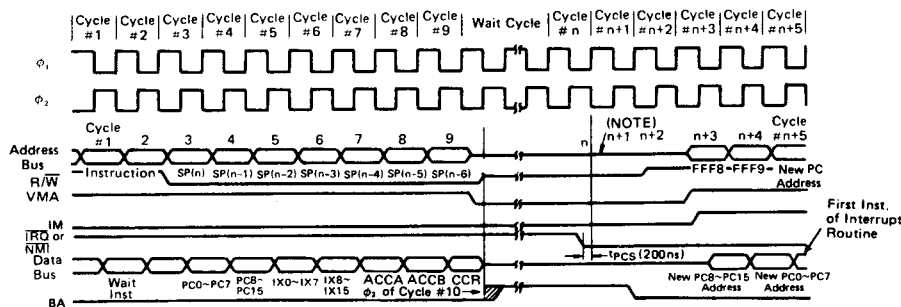 Cycle #1 Cycle #2 Cycle #3 Cycle #4 Cycle #5 Cycle #6 Cycle #7 Cycle #8 Cycle #9 Wait Cycle Cycle #n Cycle #n+1 Cycle #n+2 Cycle #n+3 Cycle #n+4 Cycle #n+5
φ1
φ2
Cycle #1 2 3 4 5 6 7 8 9 n (NOTE) n+1 n+2 n+3 n+4 Cycle #n+5
Address Bus
Instruction SP(n) SP(n-1) SP(n-2) SP(n-3) SP(n-4) SP(n-5) SP(n-6) FFF8 FFF9 New PC Address
R/W̅
VMA
IM
I̅R̅Q̅ or N̅M̅I̅
First Inst. of Interrupt Routine
tPCS (200ns)
Data Bus
Wait Inst PC0~PC7 PC8~PC15 IX0~IX7 IX8~IX15 ACCA ACCB CCR New PC8~PC15 Address New PC0~PC7 Address
φ2 of Cycle #10
BA